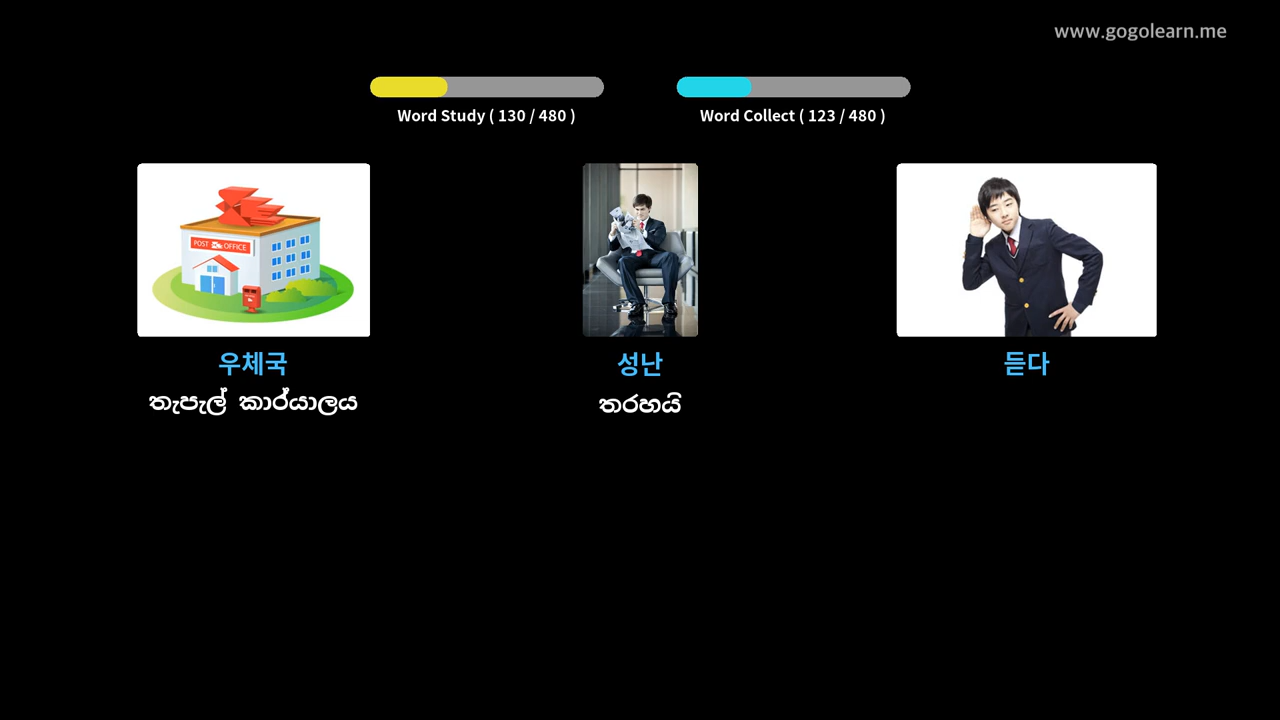 www.gogolearn.me
Word Study ( 130 / 480 )
Word Collect ( 123 / 480 )
POST OFFICE
우체국
성난
듣다
තැපැල් කාර්යාලය
තරහයි